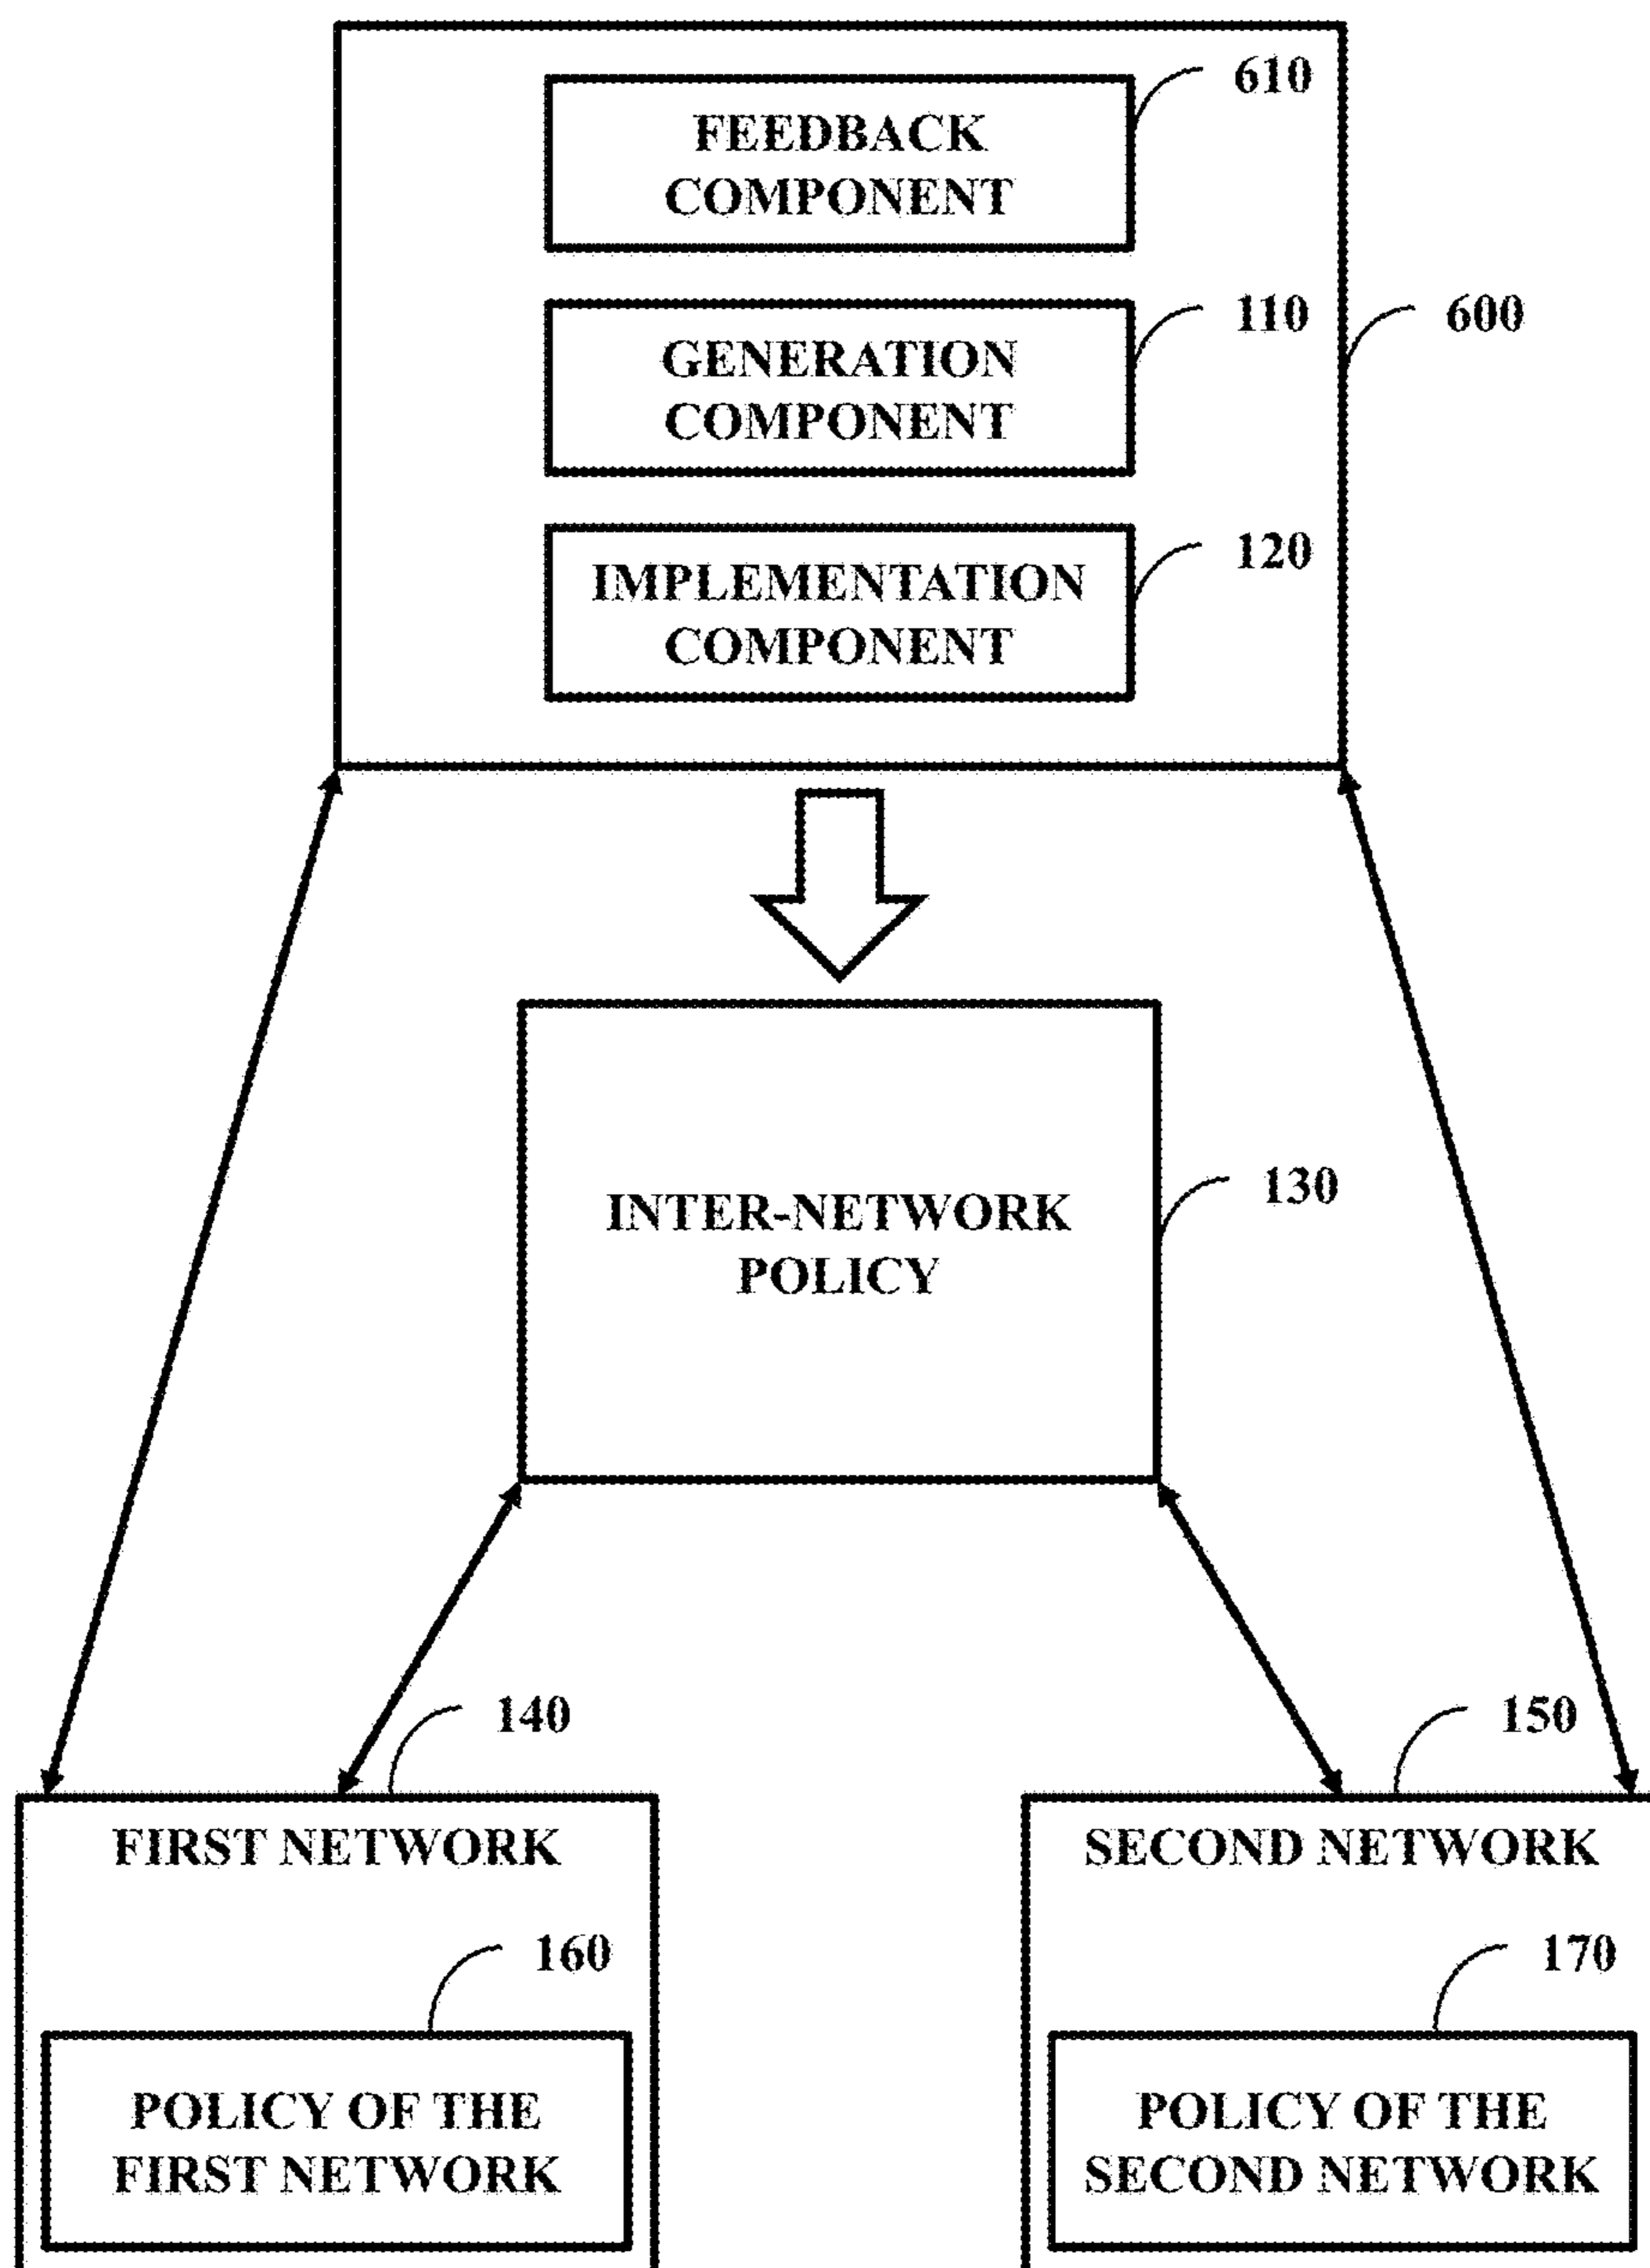 610
FEEDBACK
COMPONENT
110
600
GENERATION
COMPONENT
120
IMPLEMENTATION
COMPONENT
130
INTER-NETWORK
POLICY
140
150
FIRST NETWORK
SECOND NETWORK
160
170
POLICY OF THE
FIRST NETWORK
POLICY OF THE
SECOND NETWORK